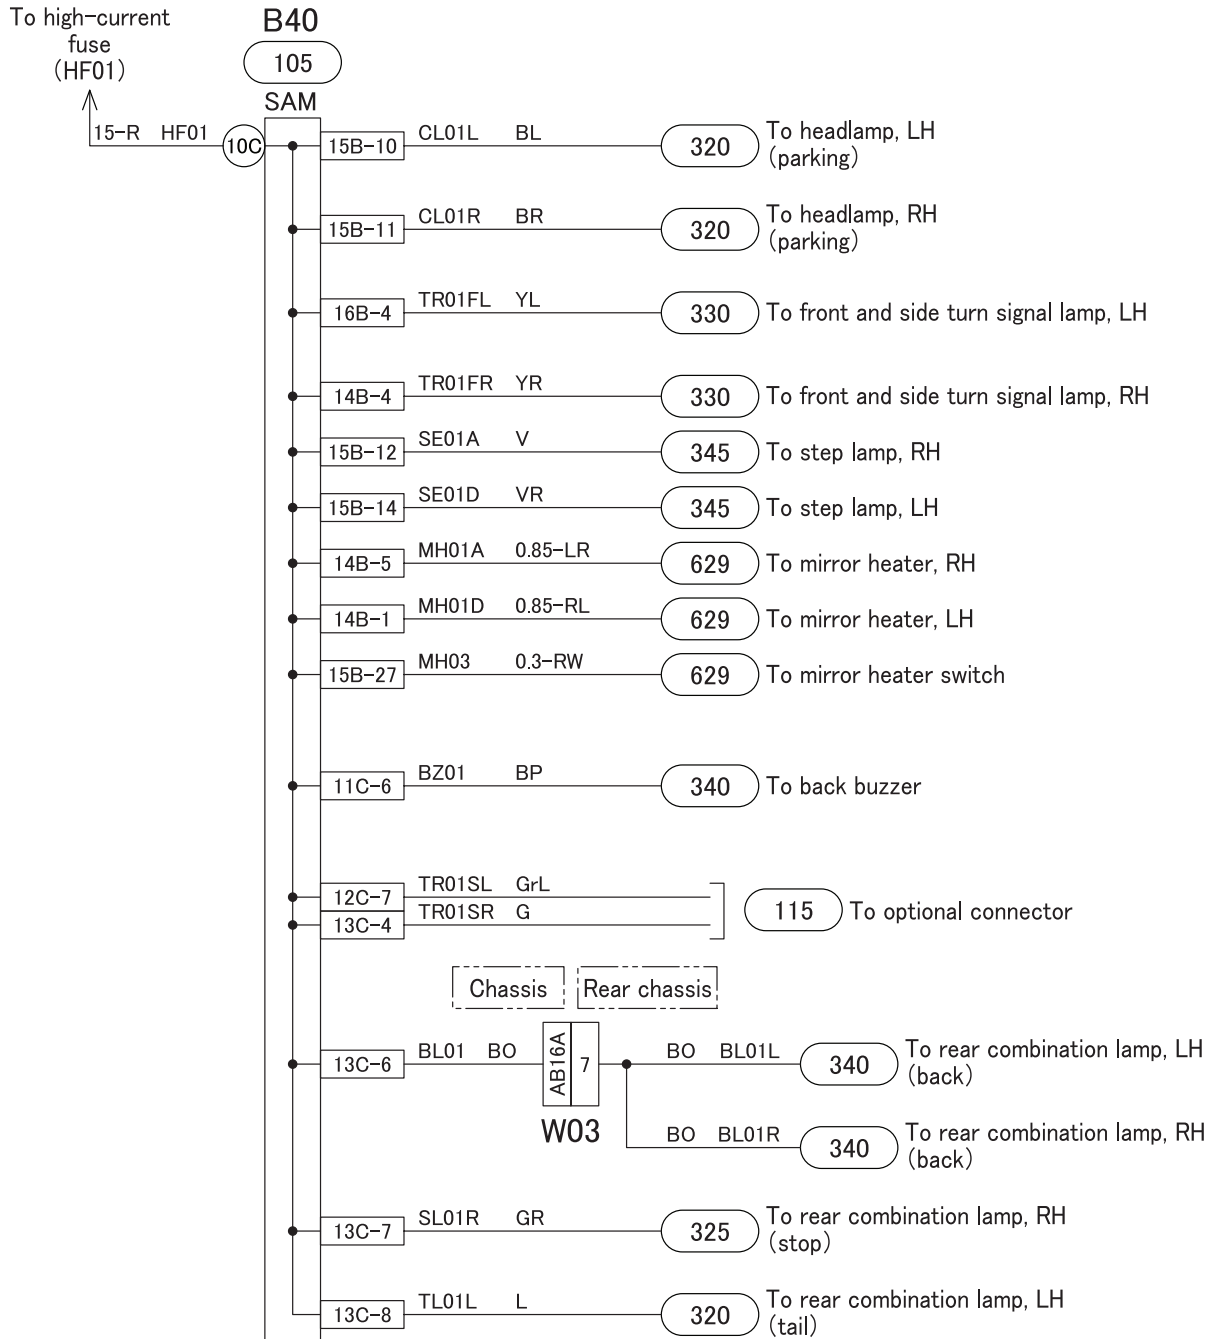 To high-current
fuse
(HF01)
B40
105
SAM
15-R HF01 10C
15B-10 CL01L BL 320 To headlamp, LH
(parking)
15B-11 CL01R BR 320 To headlamp, RH
(parking)
16B-4 TR01FL YL 330 To front and side turn signal lamp, LH
14B-4 TR01FR YR 330 To front and side turn signal lamp, RH
15B-12 SE01A V 345 To step lamp, RH
15B-14 SE01D VR 345 To step lamp, LH
14B-5 MH01A 0.85-LR 629 To mirror heater, RH
14B-1 MH01D 0.85-RL 629 To mirror heater, LH
15B-27 MH03 0.3-RW 629 To mirror heater switch
11C-6 BZ01 BP 340 To back buzzer
12C-7 TR01SL GrL
13C-4 TR01SR G
115 To optional connector
Chassis Rear chassis
13C-6 BL01 BO AB16A 7 BO BL01L 340 To rear combination lamp, LH
(back)
W03
BO BL01R 340 To rear combination lamp, RH
(back)
13C-7 SL01R GR 325 To rear combination lamp, RH
(stop)
13C-8 TL01L L 320 To rear combination lamp, LH
(tail)